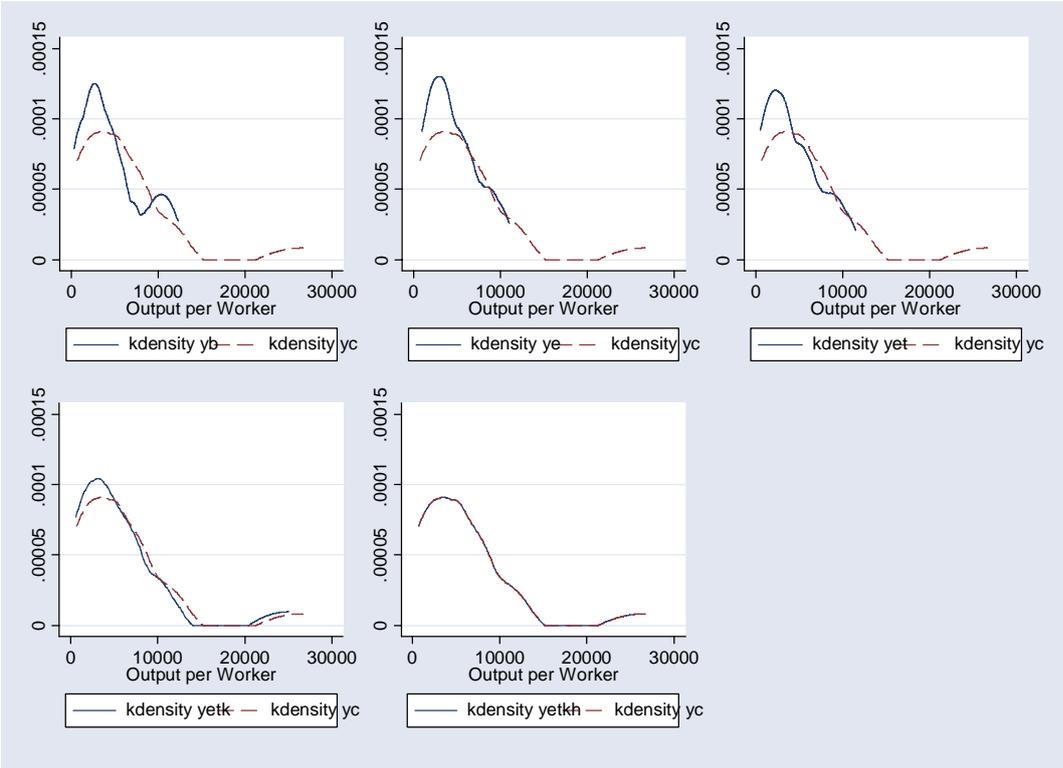 0 .00005 .0001 .00015
0 10000 20000 30000
Output per Worker
kdensity yb kdensity yc
0 .00005 .0001 .00015
0 10000 20000 30000
Output per Worker
kdensity ye kdensity yc
0 .00005 .0001 .00015
0 10000 20000 30000
Output per Worker
kdensity yet kdensity yc
0 .00005 .0001 .00015
0 10000 20000 30000
Output per Worker
kdensity yetk kdensity yc
0 .00005 .0001 .00015
0 10000 20000 30000
Output per Worker
kdensity yetkh kdensity yc